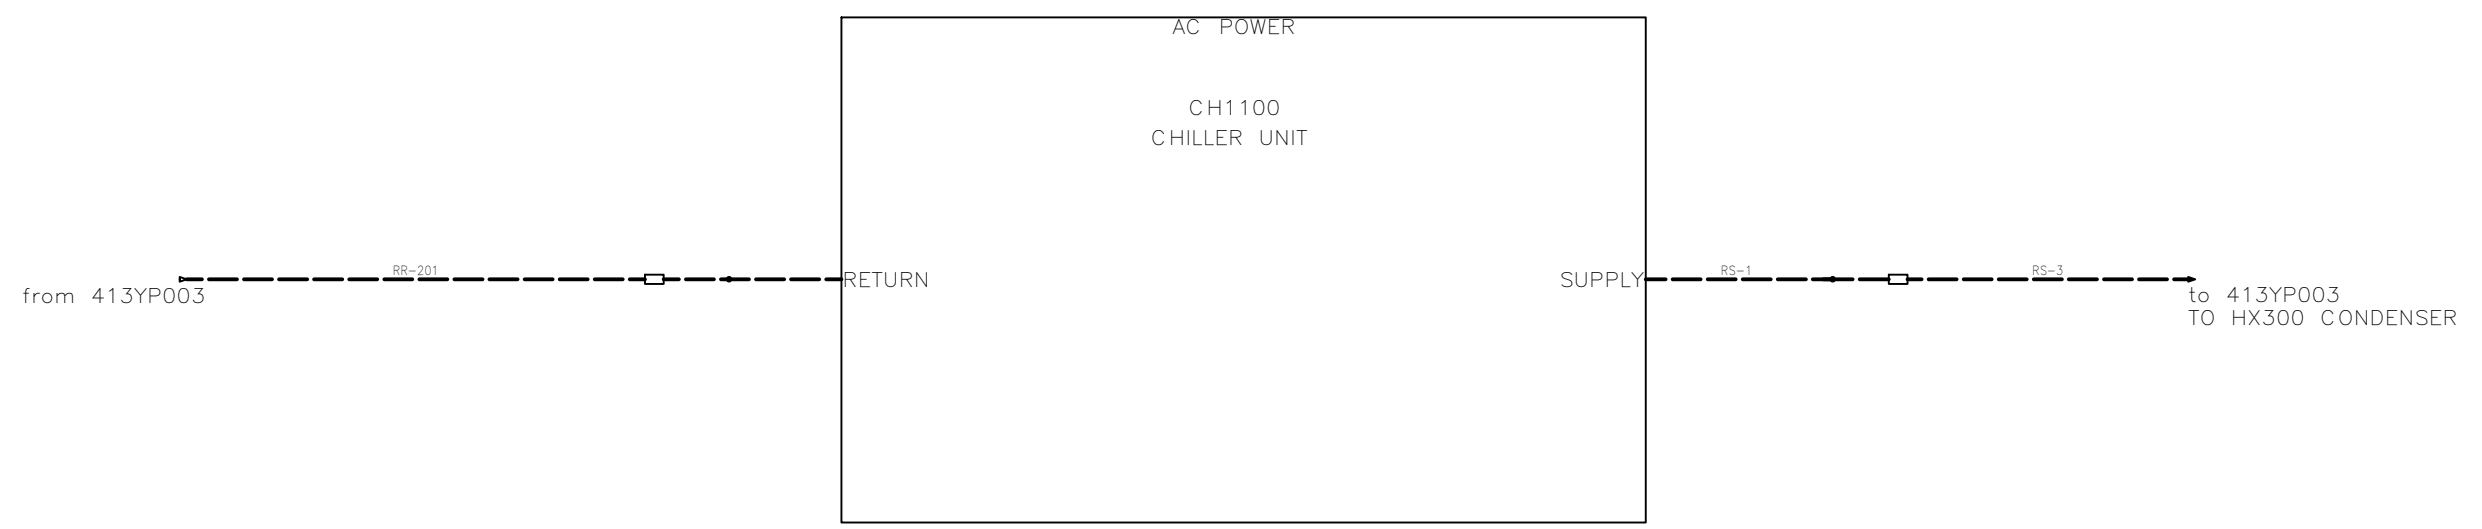 AC POWER
CH1100
CHILLER UNIT
RR-201
from 413YP003
RETURN
SUPPLY
RS-1
RS-3
to 413YP003
TO HX300 CONDENSER